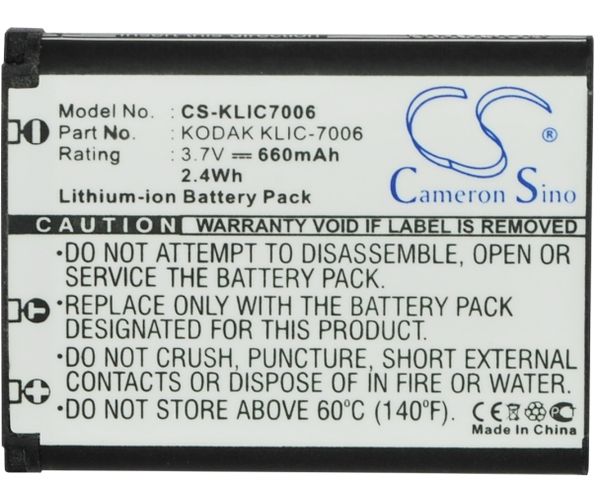 Model No. : CS-KLIC7006
Part No. : KODAK KLIC-7006
Rating : 3.7V 660mAh
2.4Wh
Lithium-ion Battery Pack
CS
®
Cameron Sino
CAUTION WARRANTY VOID IF LABEL IS REMOVED
•DO NOT ATTEMPT TO DISASSEMBLE, OPEN or
SERVICE THE BATTERY PACK.
•REPLACE ONLY WITH THE BATTERY PACK
DESIGNATED FOR THIS EQUIPMENT.
•DO NOT CRUSH, PUNCTURE, SHORT EXTERNAL
CONTACTS, or DISPOSE OF IN FIRE or WATER.
•DO NOT STORE ABOVE 60°C (140°F).
CE PC
Made In China